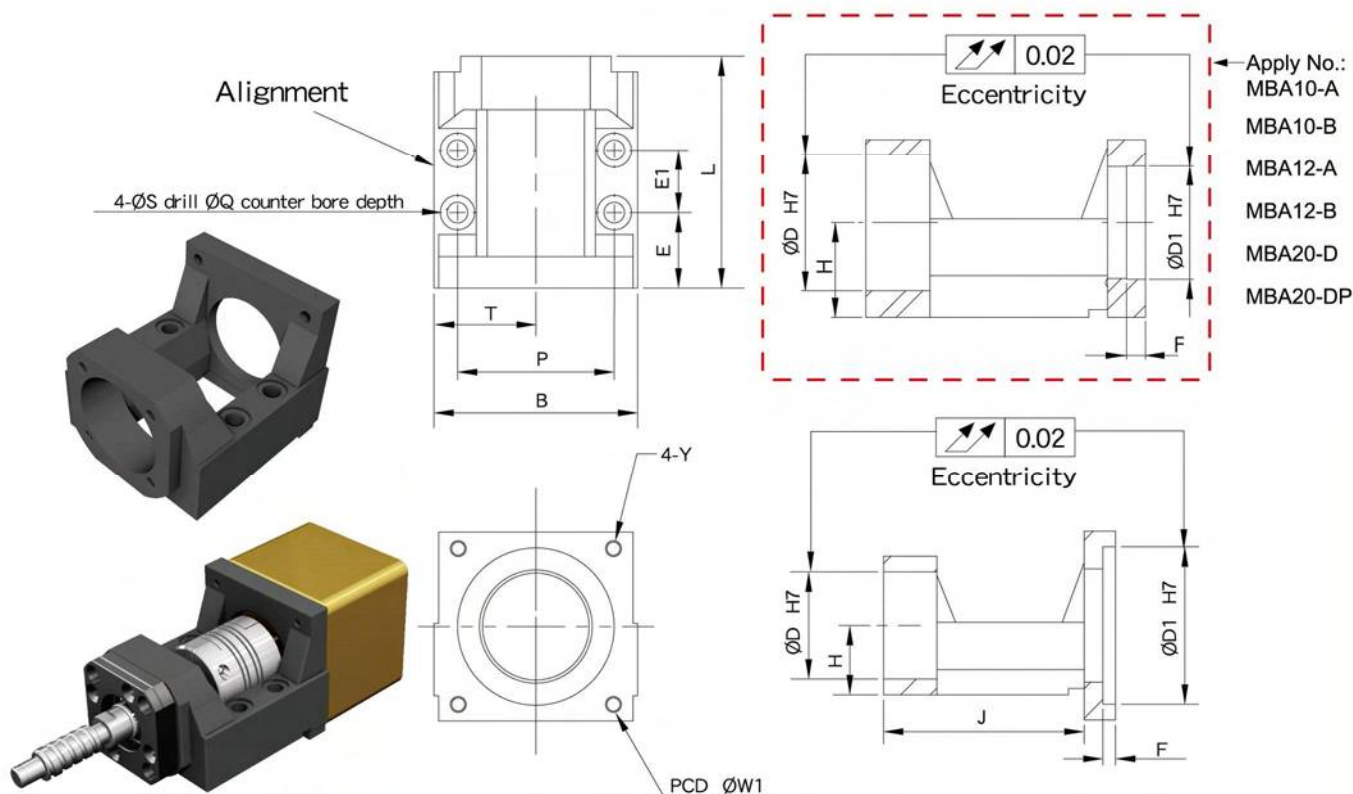 Alignment
4-ØS drill ØQ counter bore depth
E1
L
E
T
P
B
0.02
Eccentricity
ØD H7
H
ØD1 H7
F
Apply No.:
MBA10-A
MBA10-B
MBA12-A
MBA12-B
MBA20-D
MBA20-DP
4-Y
PCD ØW1
0.02
Eccentricity
ØD H7
H
ØD1 H7
J
F